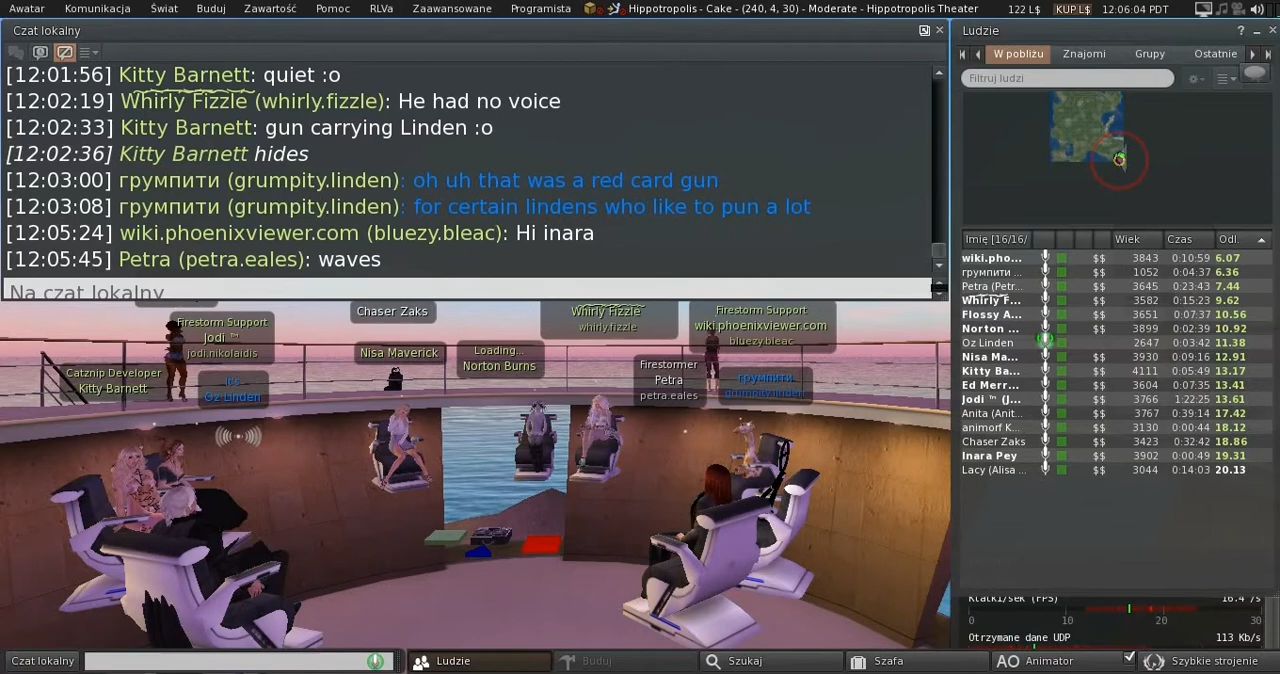 Awatar Komunikacja Świat Buduj Zawartość Pomoc RLVa Zaawansowane Programista Hippotropolis - Cake - (240, 4, 30) - Moderate - Hippotropolis Theater 122 L$ KUP L$ 12:06:04 PDT
Czat lokalny
[12:01:56] Kitty Barnett: quiet :o
[12:02:19] Whirly Fizzle (whirly.fizzle): He had no voice
[12:02:33] Kitty Barnett: gun carrying Linden :o
[12:02:36] Kitty Barnett hides
[12:03:00] грумпити (grumpity.linden): oh uh that was a red card gun
[12:03:08] грумпити (grumpity.linden): for certain lindens who like to pun a lot
[12:05:24] wiki.phoenixviewer.com (bluezy.bleac): Hi inara
[12:05:45] Petra (petra.eales): waves
Na czat lokalny
Firestorm Support
Jodi ™
jodi.nikolaidis
Chaser Zaks
Whirly Fizzle
whirly.fizzle
Firestorm Support
wiki.phoenixviewer.com
bluezy.bleac
Nisa Maverick
Loading...
Norton Burns
Catznip Developer
Kitty Barnett
Oz Linden
Firestormer
Petra
petra.eales
грумпити
grumpity.linden
Ludzie
? _ ×
W pobliżu Znajomi Grupy Ostatnie
Filtruj ludzi
Imię [16/16/ Wiek Czas Odl.
wiki.pho... $$ 3843 0:10:59 6.07
грумпити ... $$ 1052 0:04:37 6.36
Petra (Petr... $$ 3645 0:23:43 7.44
Whirly F... $$ 3582 0:15:23 9.62
Flossy A... $$ 3651 0:07:37 10.56
Norton ... $$ 3899 0:02:39 10.92
Oz Linden 2647 0:03:42 11.38
Nisa Ma... $$ 3930 0:09:16 12.91
Kitty Ba... $$ 4111 0:05:49 13.17
Ed Merr... $$ 3604 0:07:35 13.41
Jodi ™ (J... $$ 3766 1:22:25 13.61
Anita (Anit... $$ 3767 0:39:14 17.42
animorf K... $$ 3130 0:00:44 18.12
Chaser Zaks $$ 3423 0:32:42 18.86
Inara Pey $$ 3902 0:00:49 19.31
Lacy (Alisa ... $$ 3044 0:14:03 20.13
Klatki/sek (FPS) 16.4 /s
0 10 20 30
Otrzymane dane UDP 113 Kb/s
Czat lokalny Ludzie Buduj Szukaj Szafa AO Animator Szybkie strojenie